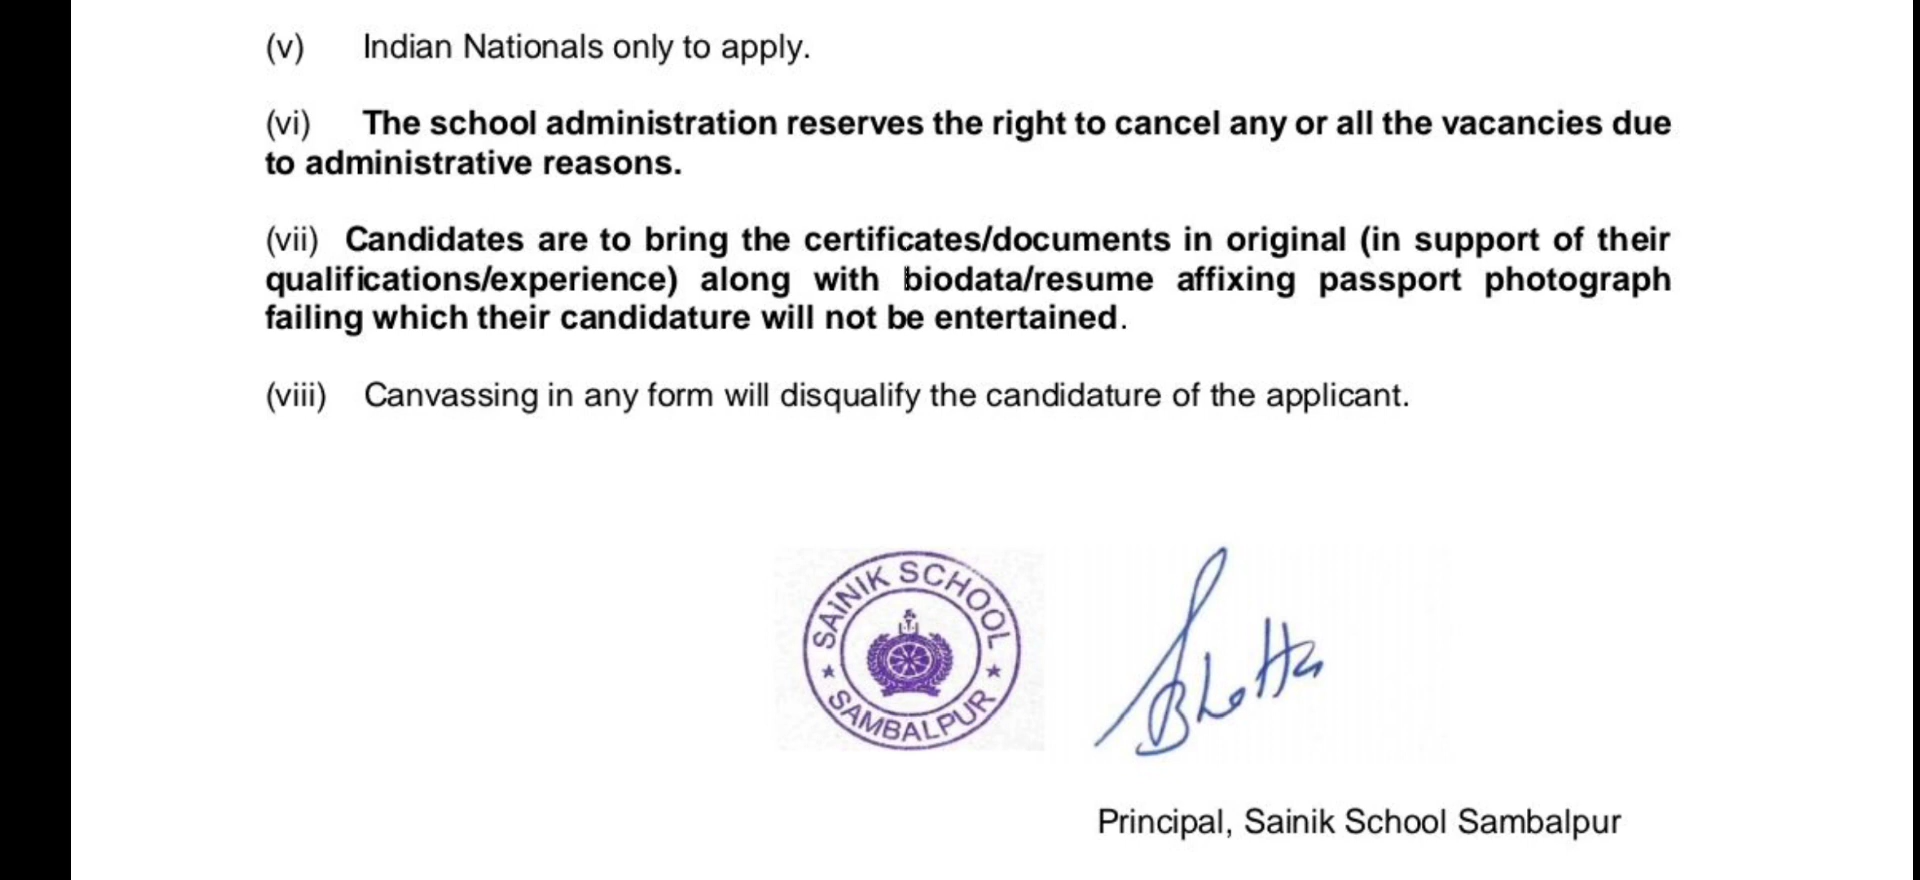 (v) Indian Nationals only to apply.
(vi) The school administration reserves the right to cancel any or all the vacancies due
to administrative reasons.
(vii) Candidates are to bring the certificates/documents in original (in support of their
qualifications/experience) along with biodata/resume affixing passport photograph
failing which their candidature will not be entertained.
(viii) Canvassing in any form will disqualify the candidature of the applicant.
SAINIK SCHOOL
★ SAMBALPUR ★
Bhatta
Principal, Sainik School Sambalpur